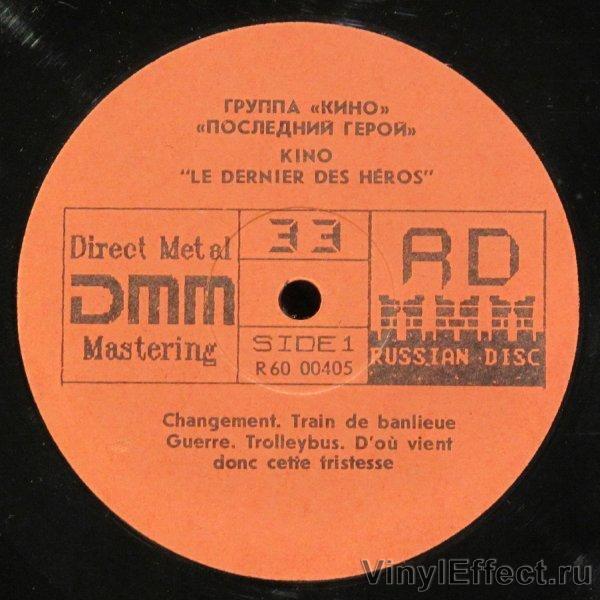 ГРУППА «КИНО»
«ПОСЛЕДНИЙ ГЕРОЙ»
KINO
"LE DERNIER DES HÉROS"
Direct Metal
DMM
Mastering
33
SIDE 1
R60 00405
RD
RUSSIAN DISC
Changement. Train de banlieue
Guerre. Trolleybus. D'où vient
donc cette tristesse
VinylEffect.ru